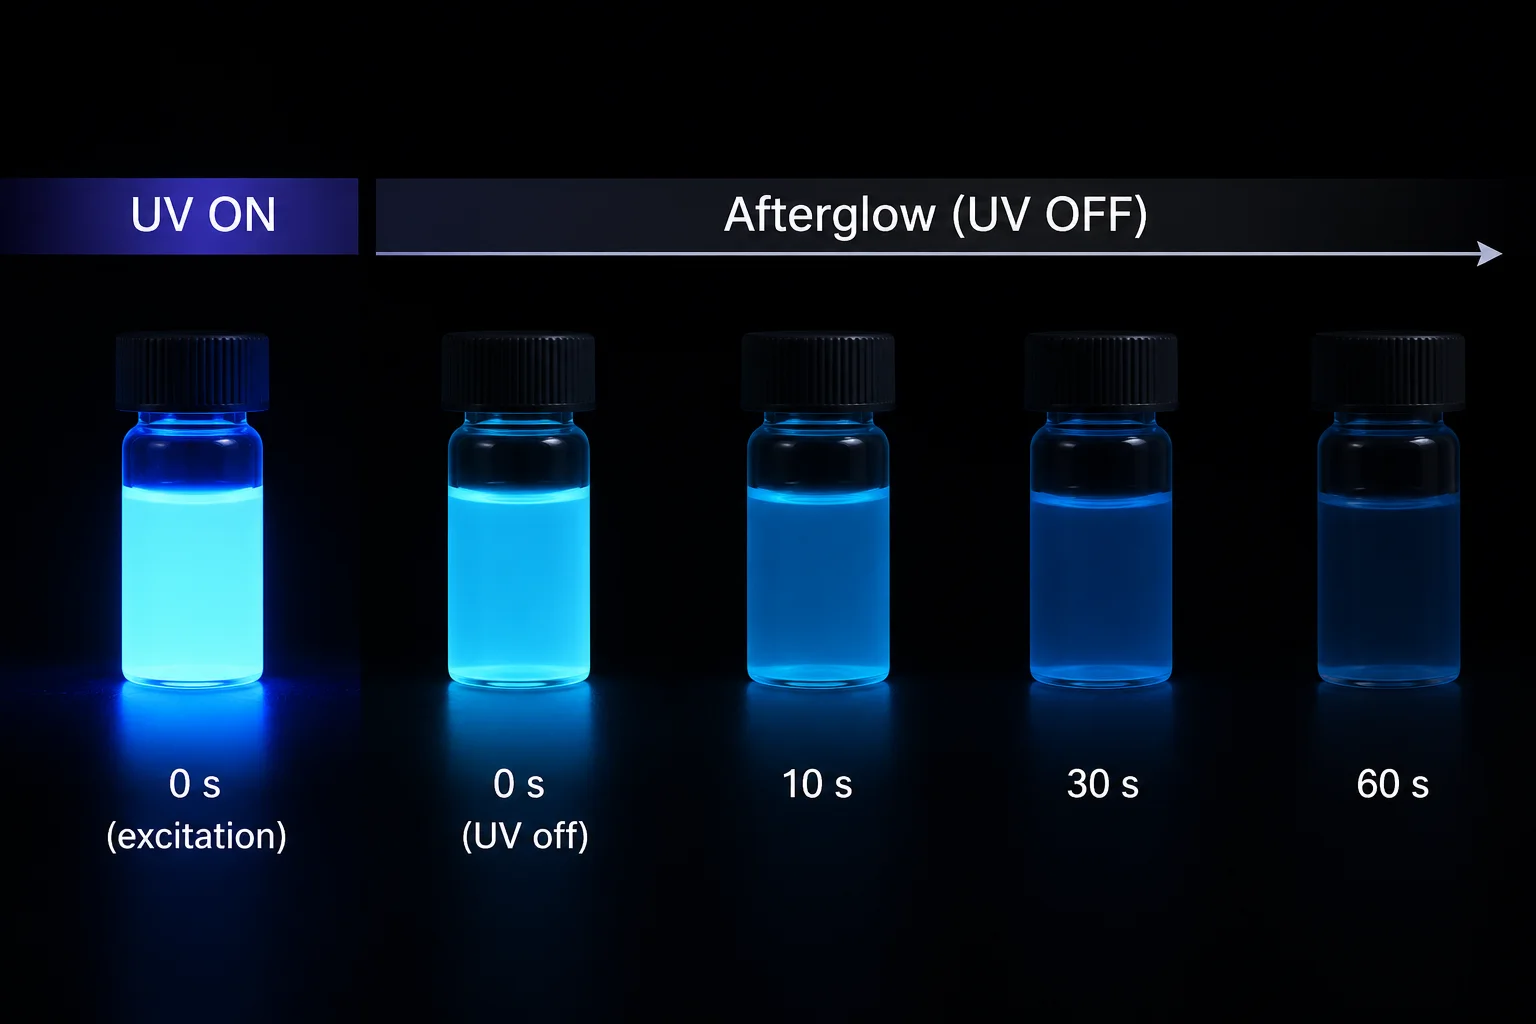 UV ON
Afterglow (UV OFF)
0 s
(excitation)
0 s
(UV off)
10 s
30 s
60 s